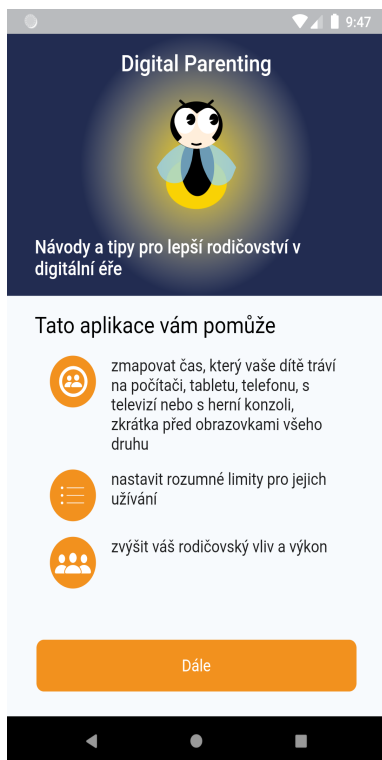 9:47
Digital Parenting
Návody a tipy pro lepší rodičovství v
digitální éře
Tato aplikace vám pomůže
zmapovat čas, který vaše dítě tráví
na počítači, tabletu, telefonu, s
televizí nebo s herní konzoli,
zkrátka před obrazovkami všeho
druhu
nastavit rozumné limity pro jejich
užívání
zvýšit váš rodičovský vliv a výkon
Dále